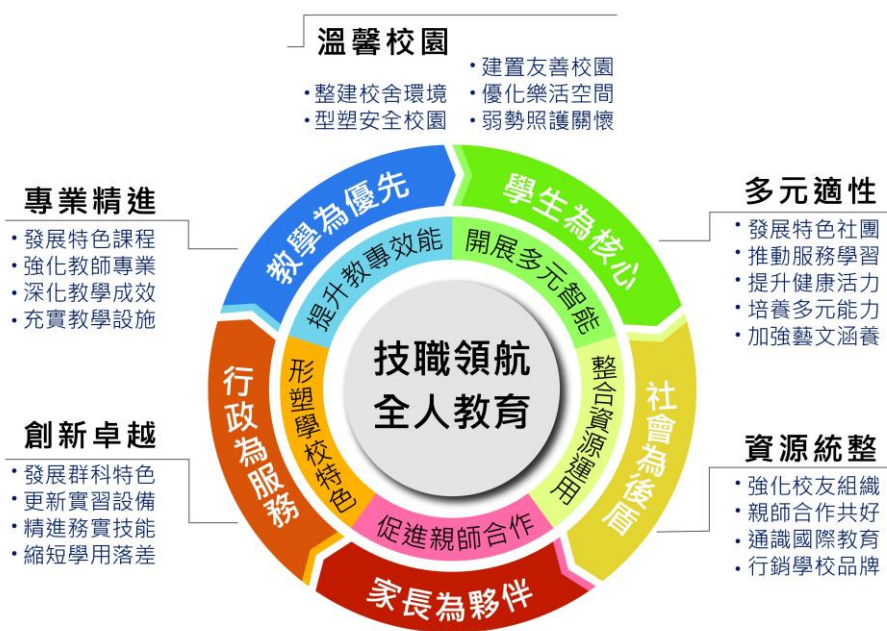 溫馨校園
•整建校舍環境
•型塑安全校園
•建置友善校園
•優化樂活空間
•弱勢照護關懷
專業精進
•發展特色課程
•強化教師專業
•深化教學成效
•充實教學設施
多元適性
•發展特色社團
•推動服務學習
•提升健康活力
•培養多元能力
•加強藝文涵養
創新卓越
•發展群科特色
•更新實習設備
•精進務實技能
•縮短學用落差
資源統整
•強化校友組織
•親師合作共好
•通識國際教育
•行銷學校品牌
教學為優先
學生為核心
社會為後盾
家長為夥伴
行政為服務
提升教專效能
開展多元智能
整合資源運用
促進親師合作
形塑學校特色
技職領航
全人教育